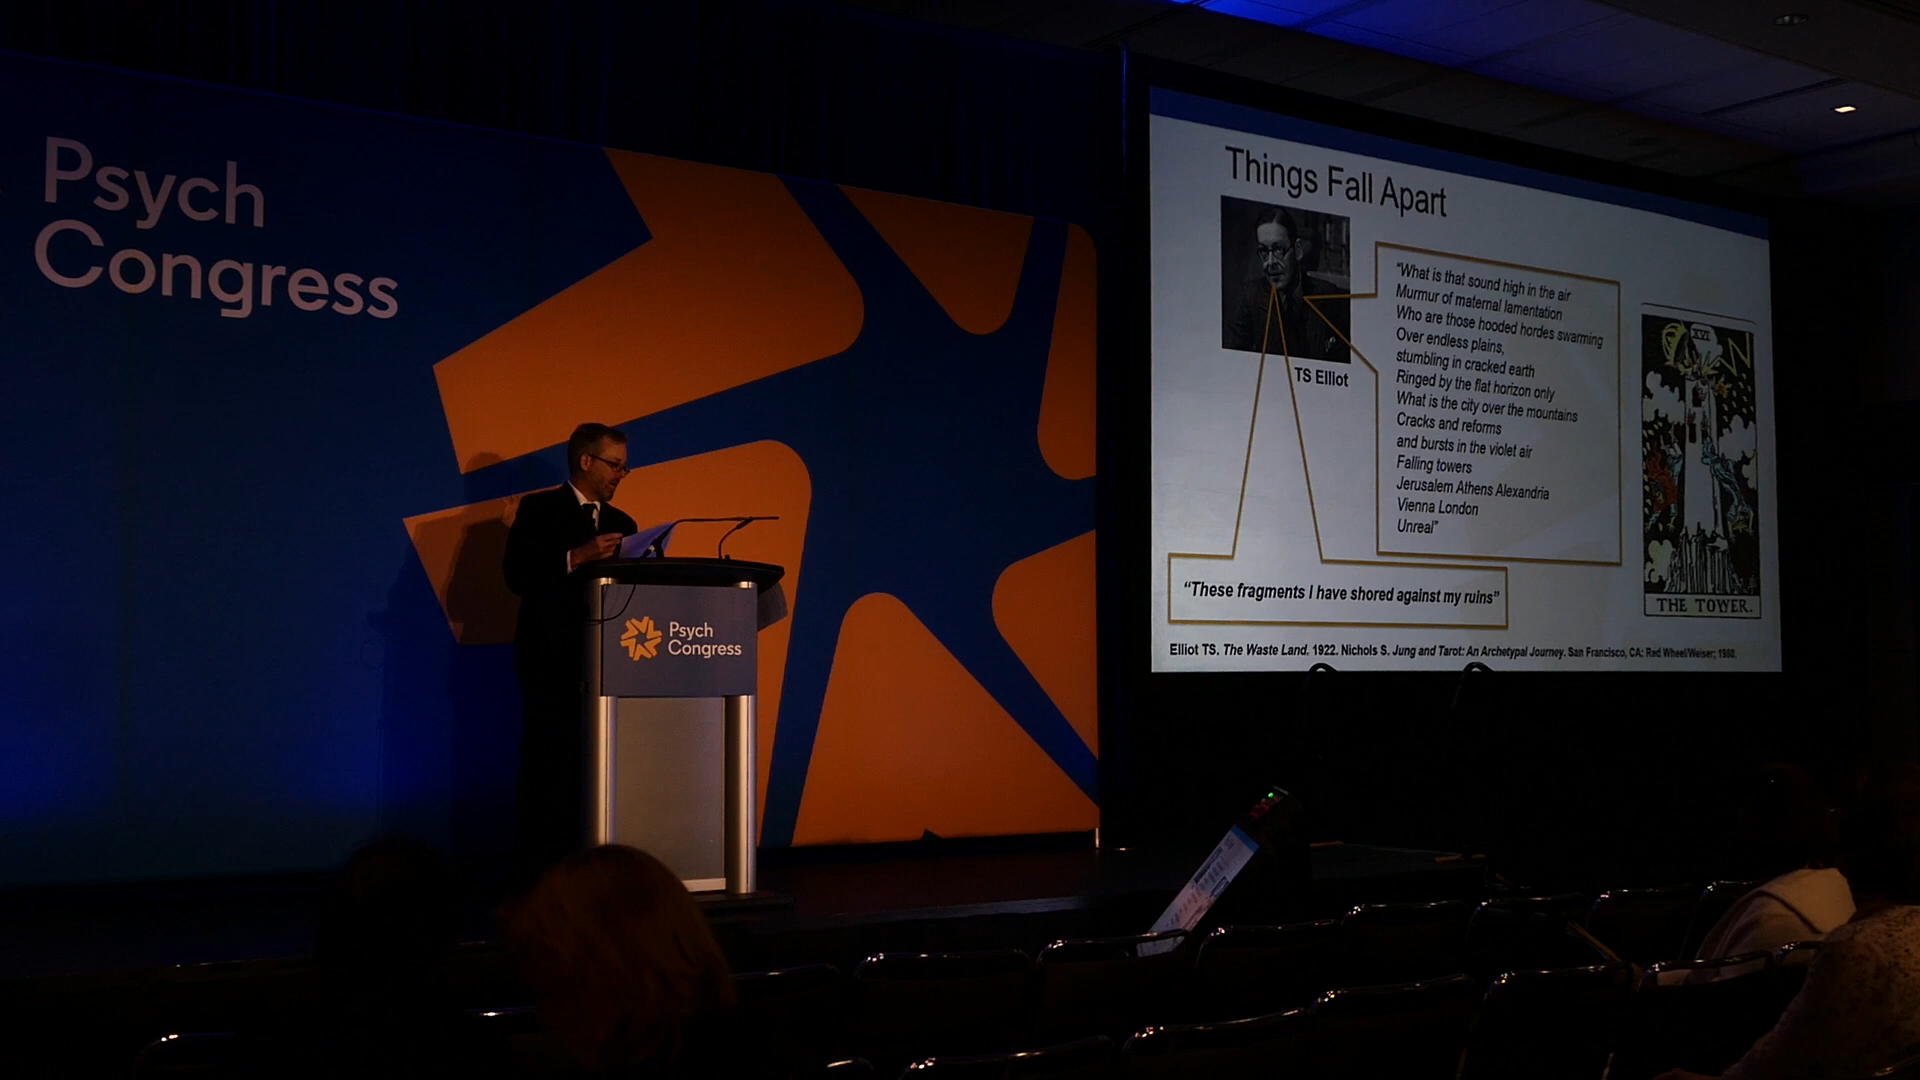 Psych
Congress
Things Fall Apart
TS Elliot
"What is that sound high in the air
Murmur of maternal lamentation
Who are those hooded hordes swarming
Over endless plains,
stumbling in cracked earth
Ringed by the flat horizon only
What is the city over the mountains
Cracks and reforms
and bursts in the violet air
Falling towers
Jerusalem Athens Alexandria
Vienna London
Unreal"
"These fragments I have shored against my ruins"
XVI
THE TOWER.
Elliot TS. The Waste Land. 1922. Nichols S. Jung and Tarot: An Archetypal Journey. San Francisco, CA: Red Wheel/Weiser; 1980.
Psych
Congress